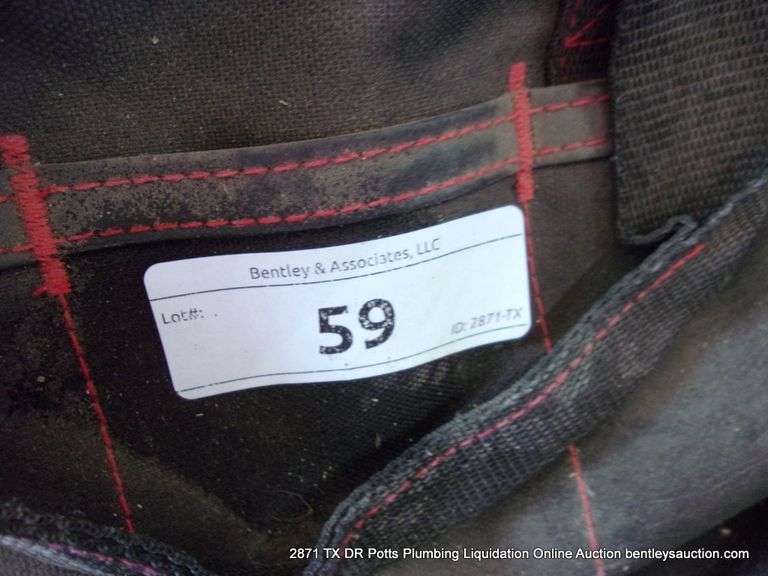 Bentley & Associates, LLC
Lot#:
59
ID: 2871-TX
2871 TX DR Potts Plumbing Liquidation Online Auction bentleysauction.com